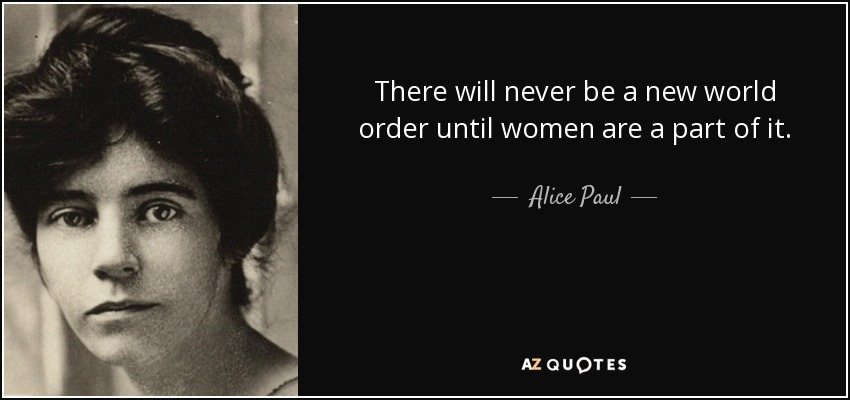 There will never be a new world
order until women are a part of it.
Alice Paul
AZ QUOTES